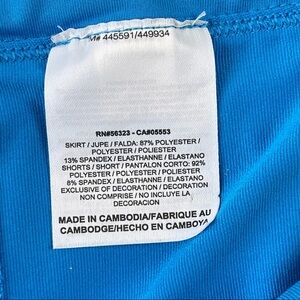 M# 445591/449934
RN#56323 - CA#05553
SKIRT / JUPE / FALDA: 87% POLYESTER /
POLYESTER / POLIESTER
13% SPANDEX / ELASTHANNE / ELASTANO
SHORTS / SHORT / PANTALON CORTO: 92%
POLYESTER / POLYESTER / POLIESTER
8% SPANDEX / ELASTHANNE / ELASTANO
EXCLUSIVE OF DECORATION / DECORATION
NON COMPRISE / NO INCLUYE LA
DECORACION
MADE IN CAMBODIA/FABRIQUE AU
CAMBODGE/HECHO EN CAMBOYA